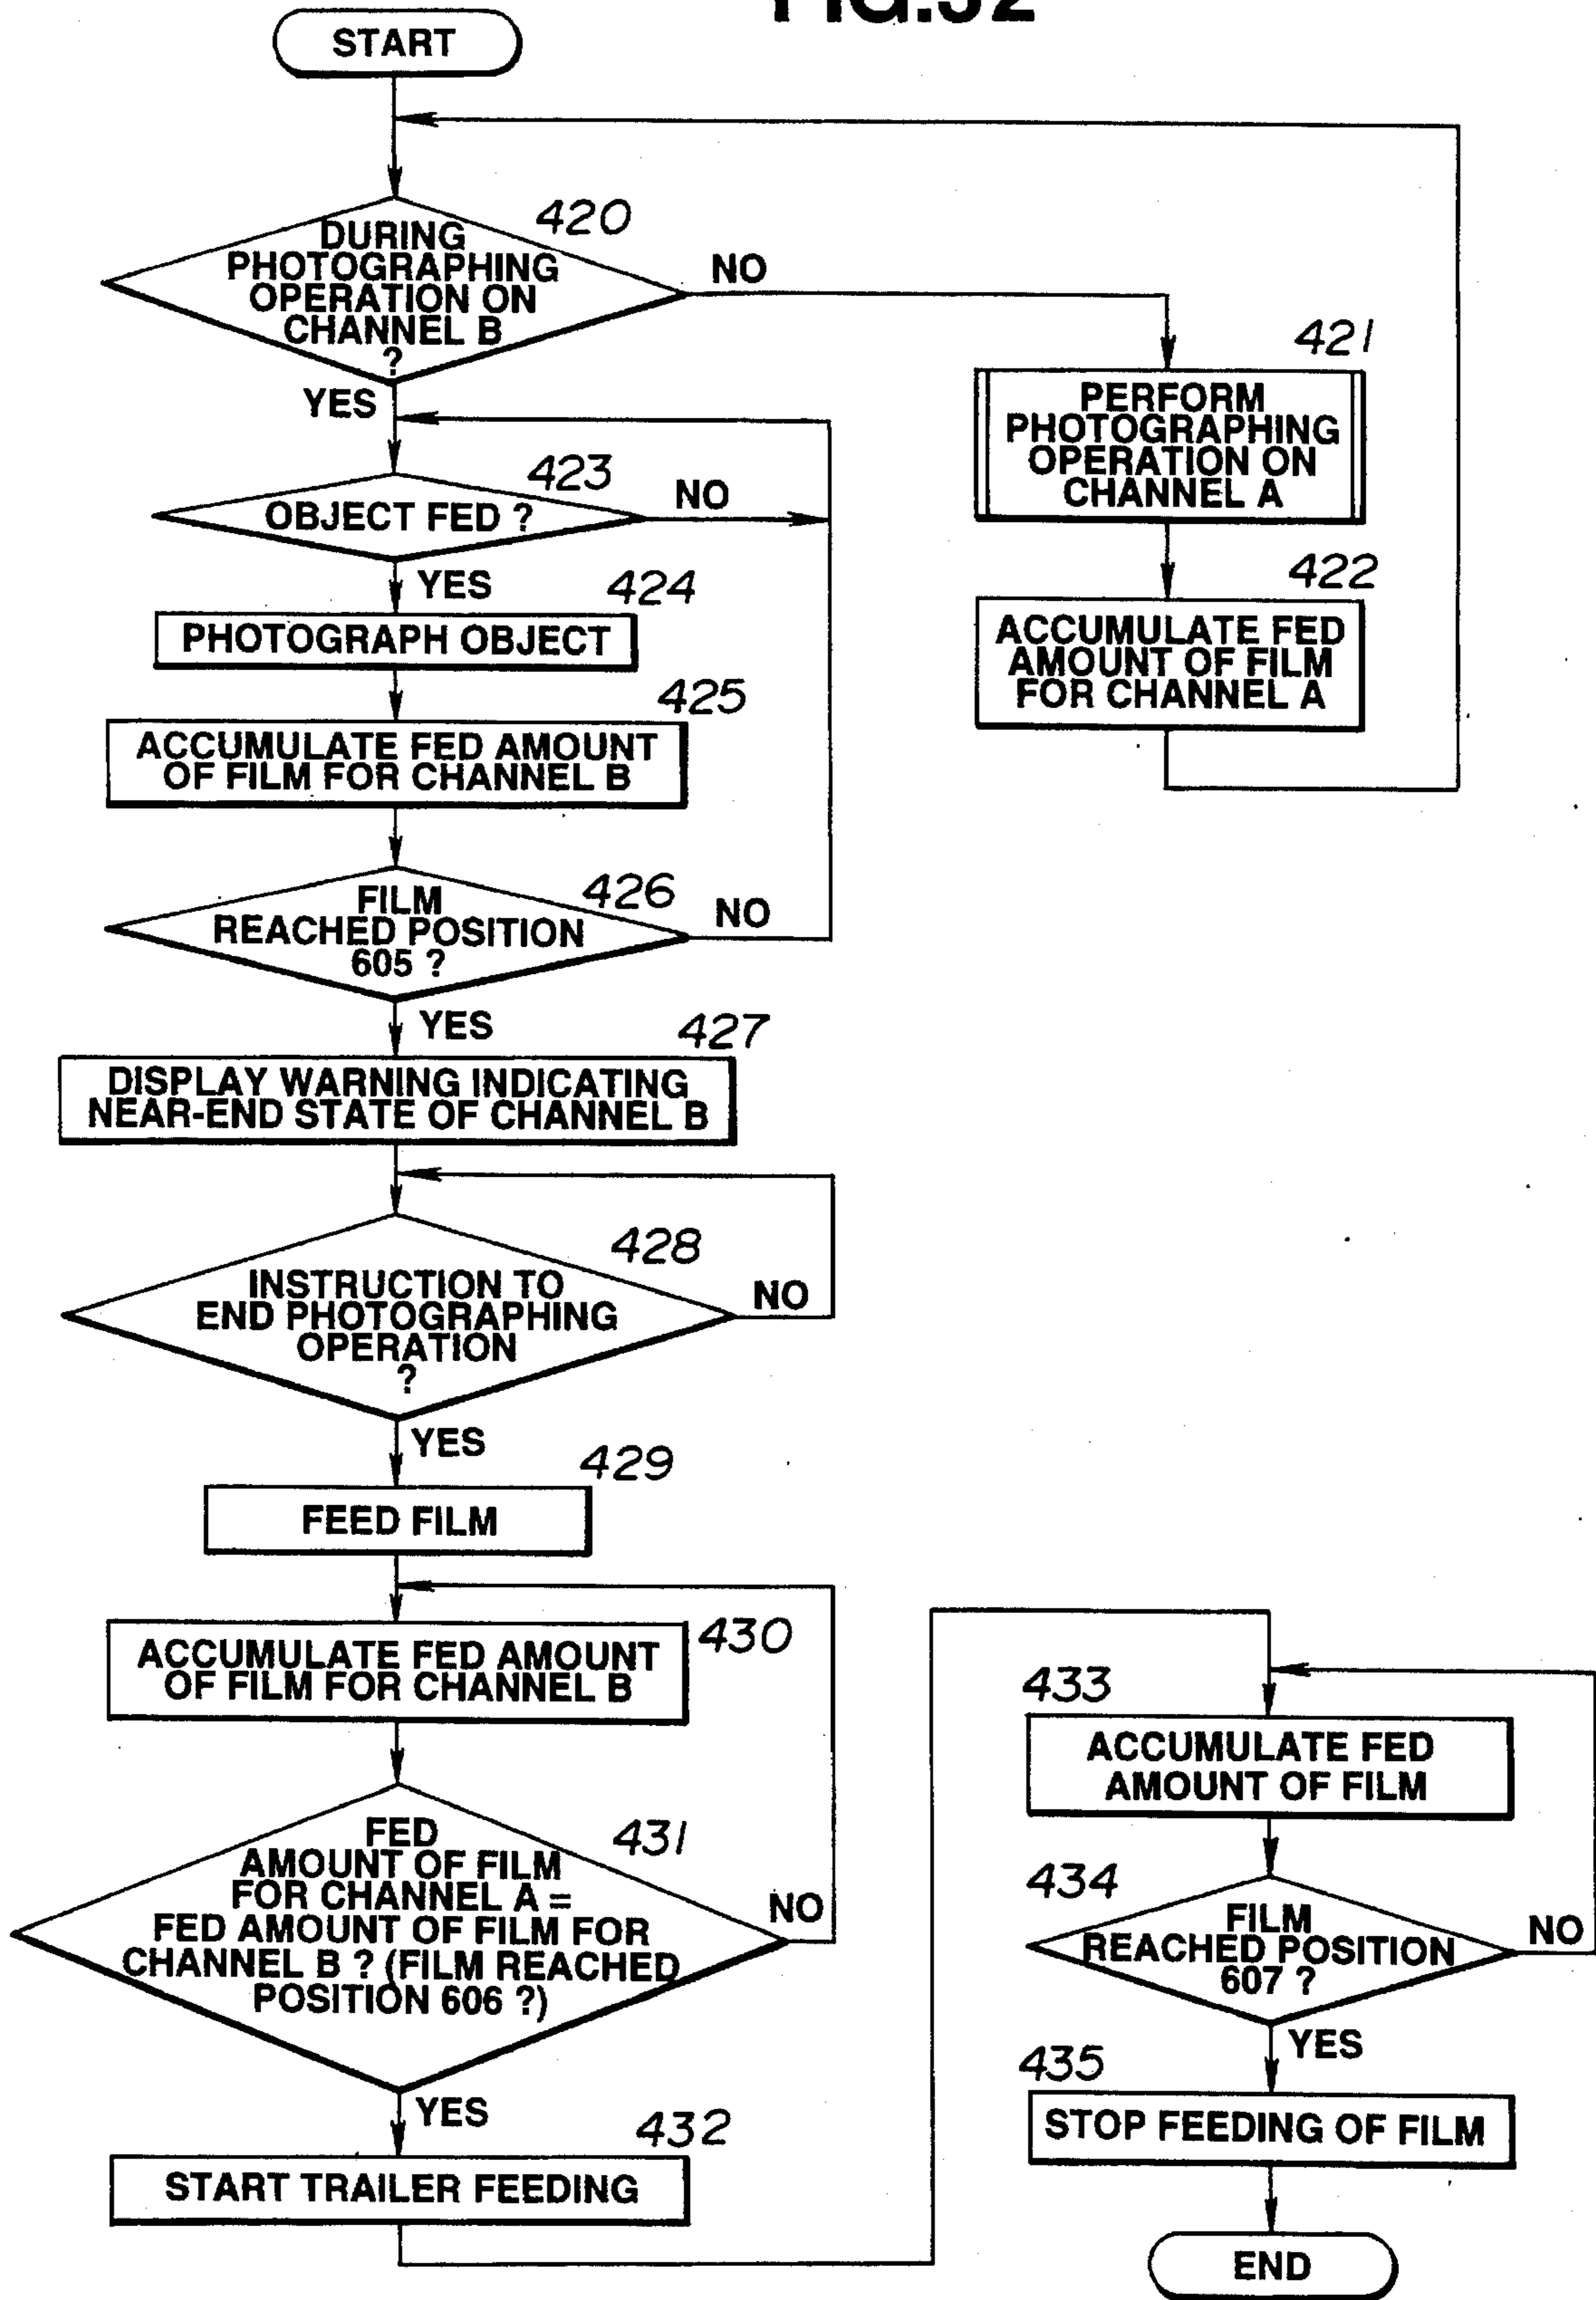 FIG.32
START
420
DURING
PHOTOGRAPHING
OPERATION ON
CHANNEL B
?
NO
YES
421
PERFORM
PHOTOGRAPHING
OPERATION ON
CHANNEL A
422
ACCUMULATE FED
AMOUNT OF FILM
FOR CHANNEL A
423
OBJECT FED ?
NO
YES
424
PHOTOGRAPH OBJECT
425
ACCUMULATE FED AMOUNT
OF FILM FOR CHANNEL B
426
FILM
REACHED POSITION
605 ?
NO
YES
427
DISPLAY WARNING INDICATING
NEAR-END STATE OF CHANNEL B
428
INSTRUCTION TO
END PHOTOGRAPHING
OPERATION
?
NO
YES
429
FEED FILM
430
ACCUMULATE FED AMOUNT
OF FILM FOR CHANNEL B
431
FED
AMOUNT OF FILM
FOR CHANNEL A =
FED AMOUNT OF FILM FOR
CHANNEL B ? (FILM REACHED
POSITION 606 ?)
NO
YES
432
START TRAILER FEEDING
433
ACCUMULATE FED
AMOUNT OF FILM
434
FILM
REACHED POSITION
607 ?
NO
YES
435
STOP FEEDING OF FILM
END